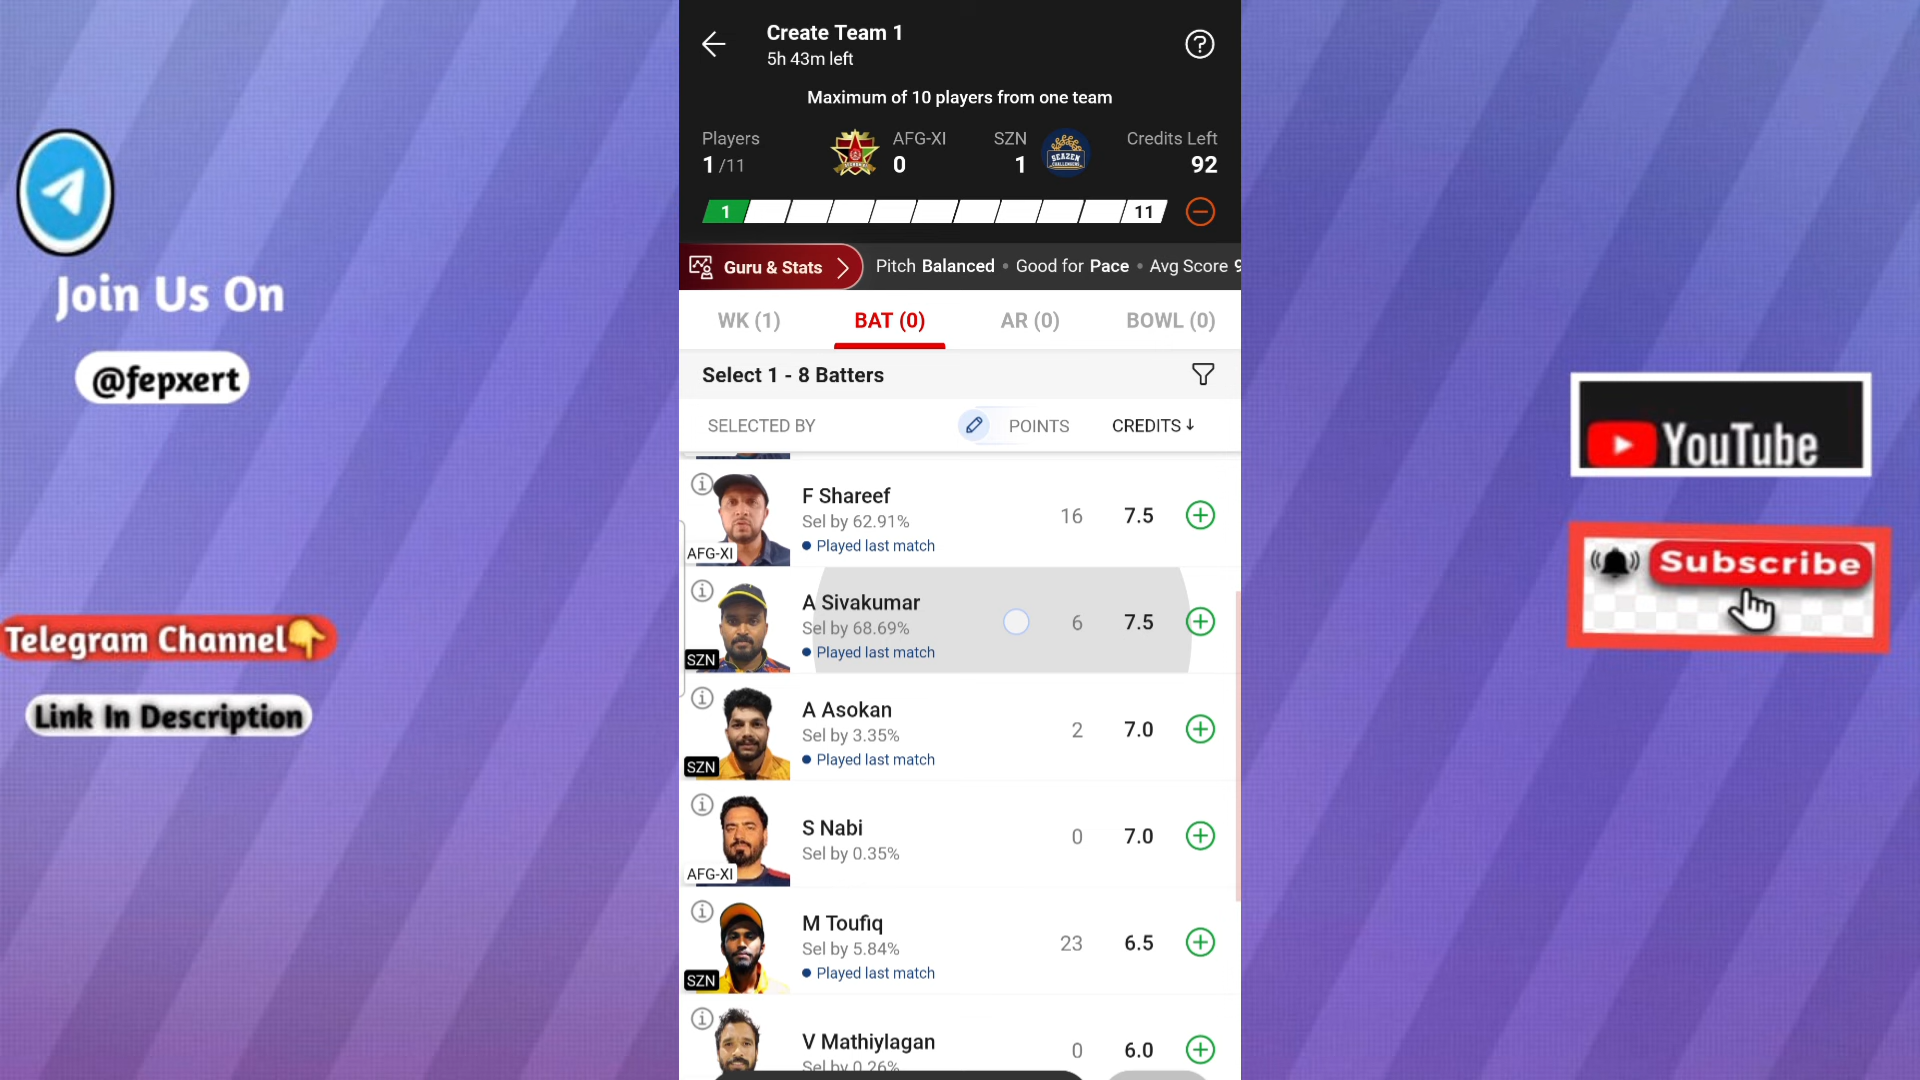 Join Us On
@fepxert
Telegram Channel
Link In Description
Create Team 1
5h 43m left
Maximum of 10 players from one team
Players
1 /11
AFG-XI
0
SZN
1
SEAZEN
Credits Left
92
1
11
Guru & Stats
Pitch Balanced • Good for Pace • Avg Score 9
WK (1)
BAT (0)
AR (0)
BOWL (0)
Select 1 - 8 Batters
SELECTED BY
POINTS
CREDITS↓
F Shareef
Sel by 62.91%
Played last match
AFG-XI
16
7.5
A Sivakumar
Sel by 68.69%
Played last match
SZN
6
7.5
A Asokan
Sel by 3.35%
Played last match
SZN
2
7.0
S Nabi
Sel by 0.35%
AFG-XI
0
7.0
M Toufiq
Sel by 5.84%
Played last match
SZN
23
6.5
V Mathiylagan
Sel by 0.26%
0
6.0
YouTube
Subscribe